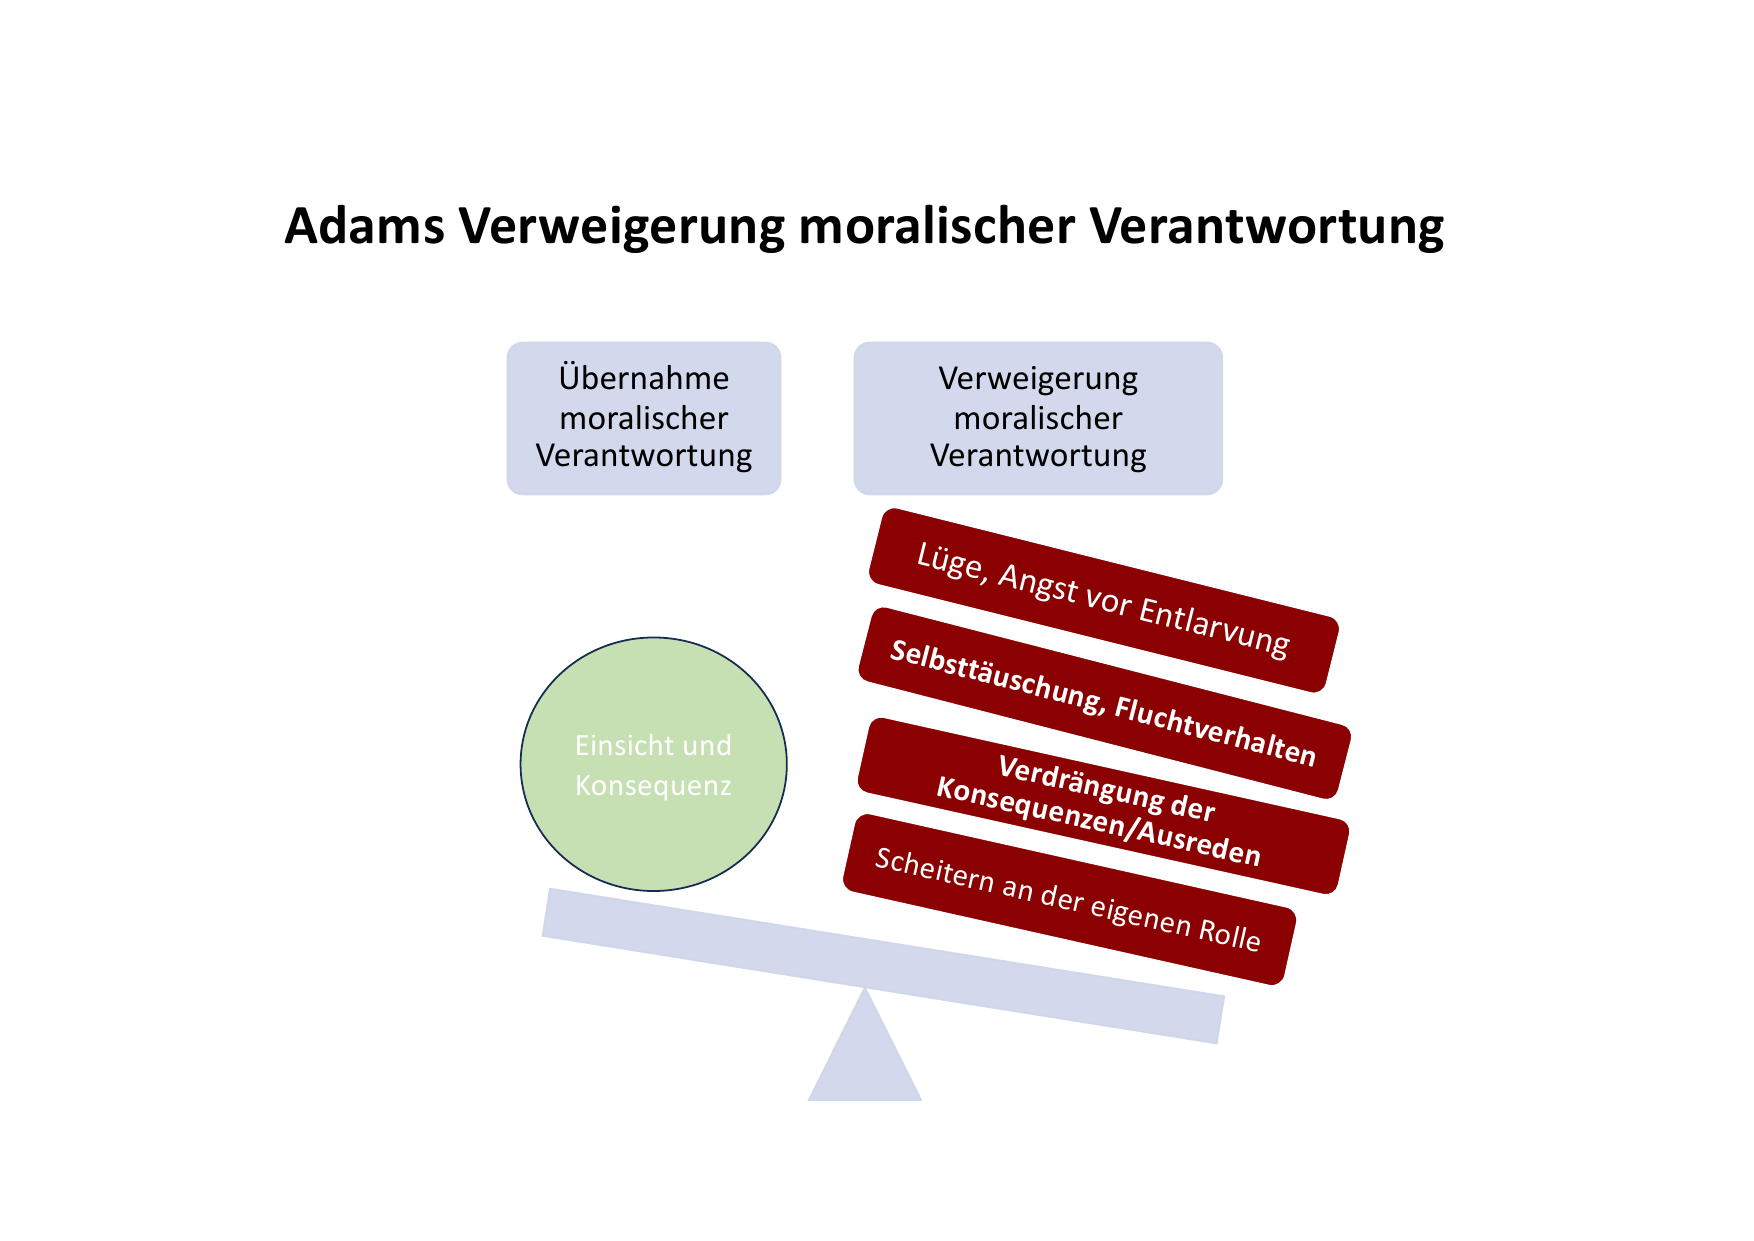 Adams Verweigerung moralischer Verantwortung
Übernahme
moralischer
Verantwortung
Verweigerung
moralischer
Verantwortung
Lüge, Angst vor Entlarvung
Selbsttäuschung, Fluchtverhalten
Verdrängung der
Konsequenzen/Ausreden
Scheitern an der eigenen Rolle
Einsicht und
Konsequenz